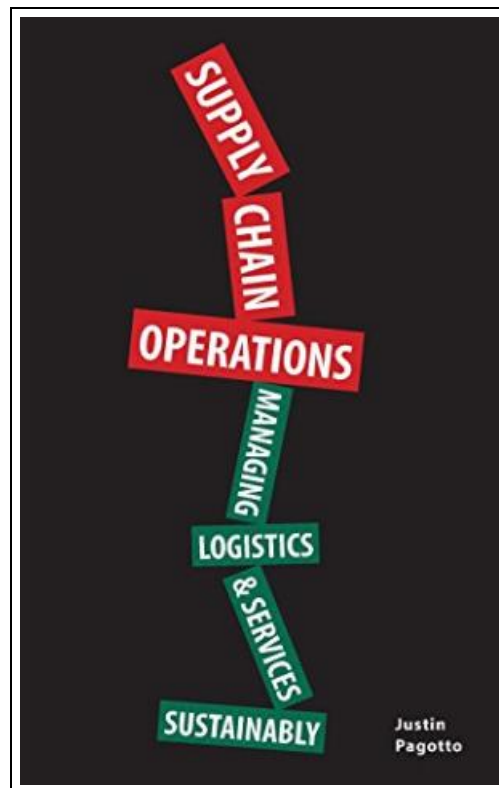 SUPPLY
CHAIN
OPERATIONS
MANAGING
LOGISTICS
& SERVICES
SUSTAINABLY
Justin
Pagotto